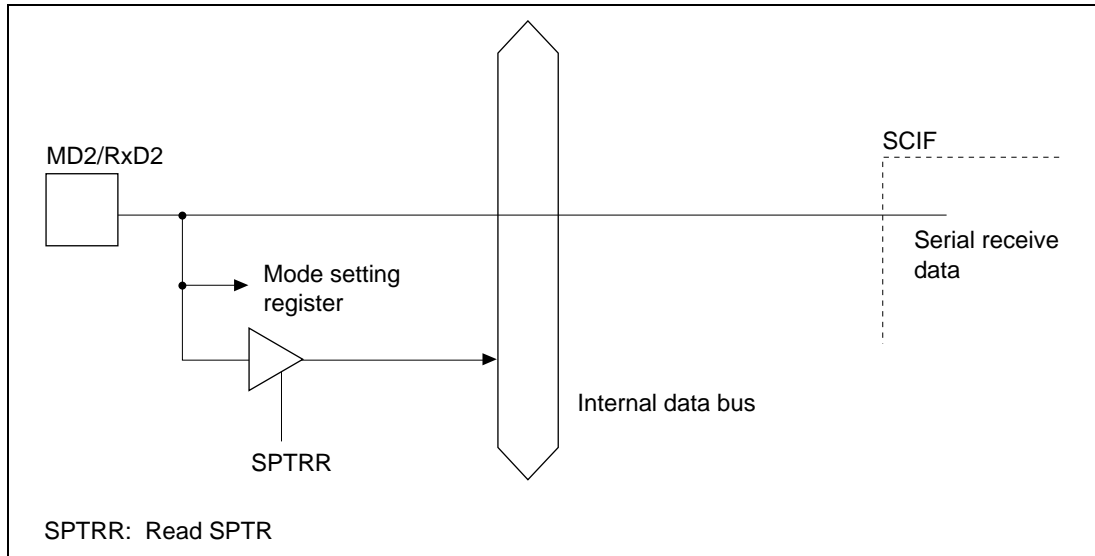 MD2/RxD2
SCIF
Serial receive
data
Mode setting
register
Internal data bus
SPTRR
SPTRR: Read SPTR